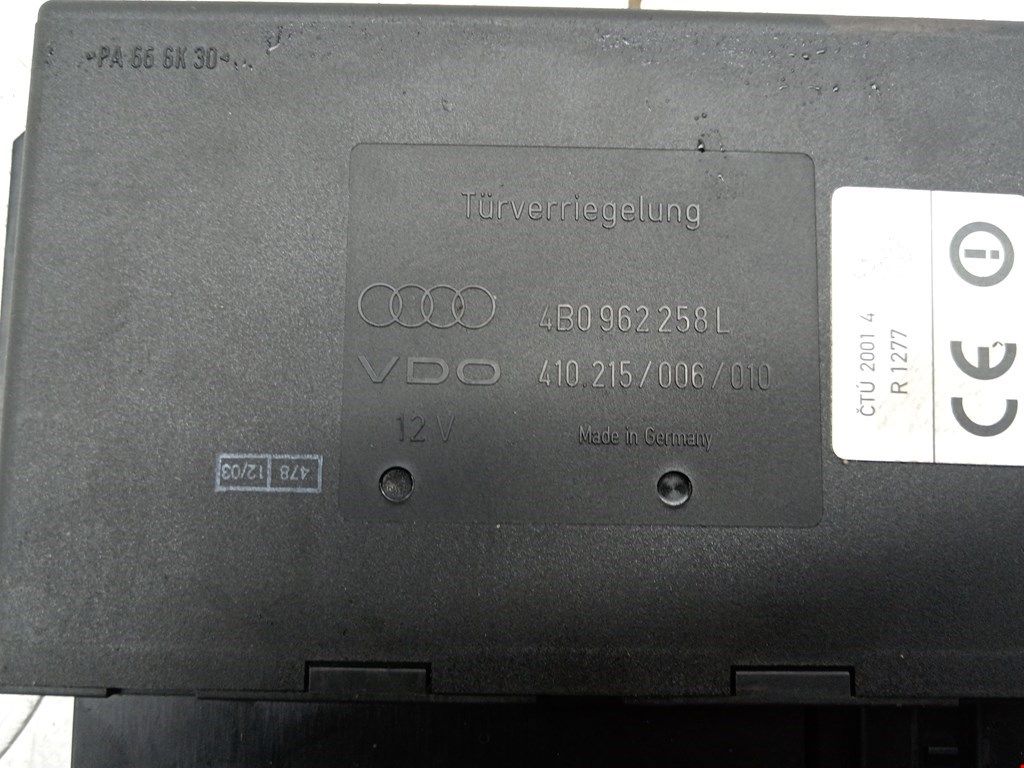 >PA 66 GK 30<
Türverriegelung
4B0 962 258 L
VDO 410.215/006/010
12 V
Made in Germany
478 12/03
ČTÚ 2001 4
R 1277
CE